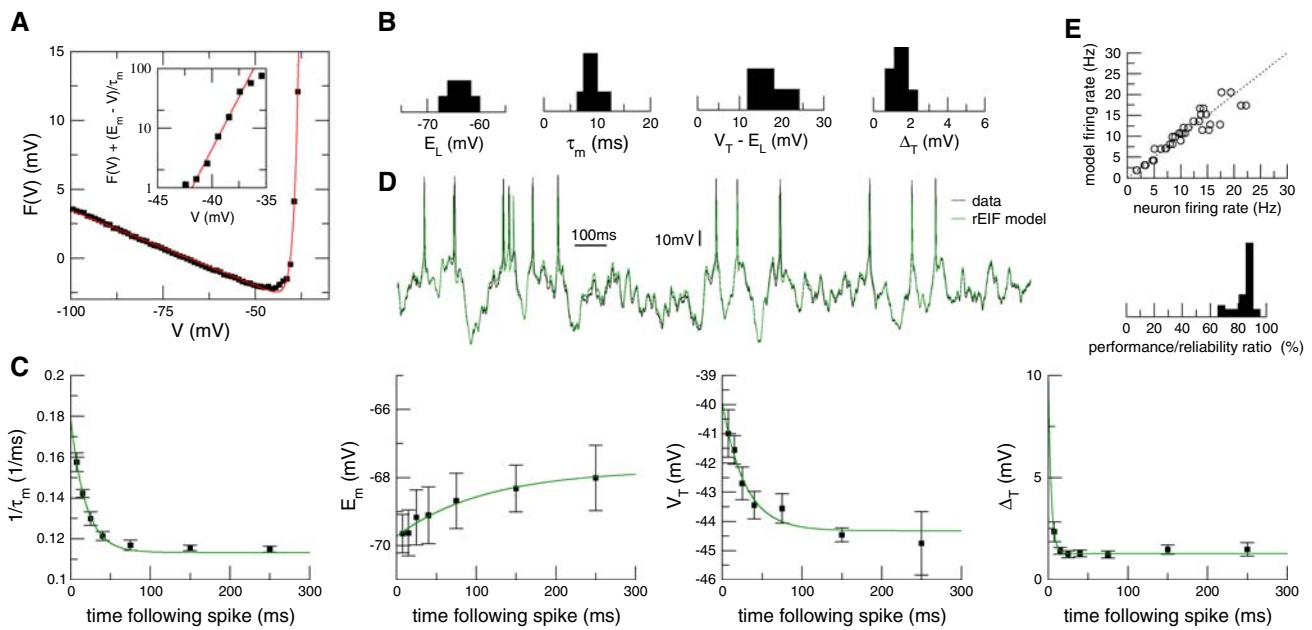 A
F(V) (mV)
15
10
5
0
-100
-50
V (mV)
F(V) + (E_m - V)/τ_m
100
10
1
-45
-40
-35
V (mV)
B
-70
-60
E_L (mV)
0
10
20
τ_m (ms)
0
10
20
30
V_T - E_L (mV)
0
2
4
6
Δ_T (mV)
D
100ms
10mV
data
rEIF model
E
model firing rate (Hz)
30
25
20
15
10
5
0
0
5
10
15
20
25
30
neuron firing rate (Hz)
0
20
40
60
80
100
performance/reliability ratio (%)
C
1/τ_m (1/ms)
0.2
0.18
0.16
0.14
0.12
0.1
0
100
200
300
time following spike (ms)
E_m (mV)
-66
-68
-70
0
100
200
300
time following spike (ms)
V_T (mV)
-39
-40
-41
-42
-43
-44
-45
-46
0
100
200
300
time following spike (ms)
Δ_T (mV)
10
5
0
0
100
200
300
time following spike (ms)